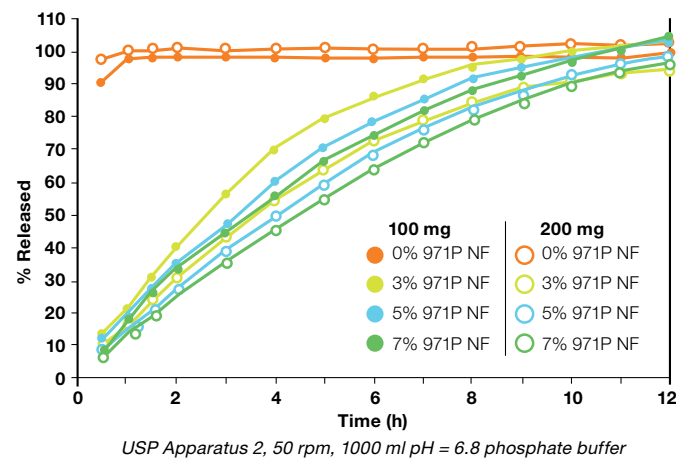 110
100
90
80
70
60
50
40
30
20
10
0
% Released
0 2 4 6 8 10 12
Time (h)
100 mg 200 mg
0% 971P NF 0% 971P NF
3% 971P NF 3% 971P NF
5% 971P NF 5% 971P NF
7% 971P NF 7% 971P NF
USP Apparatus 2, 50 rpm, 1000 ml pH = 6.8 phosphate buffer